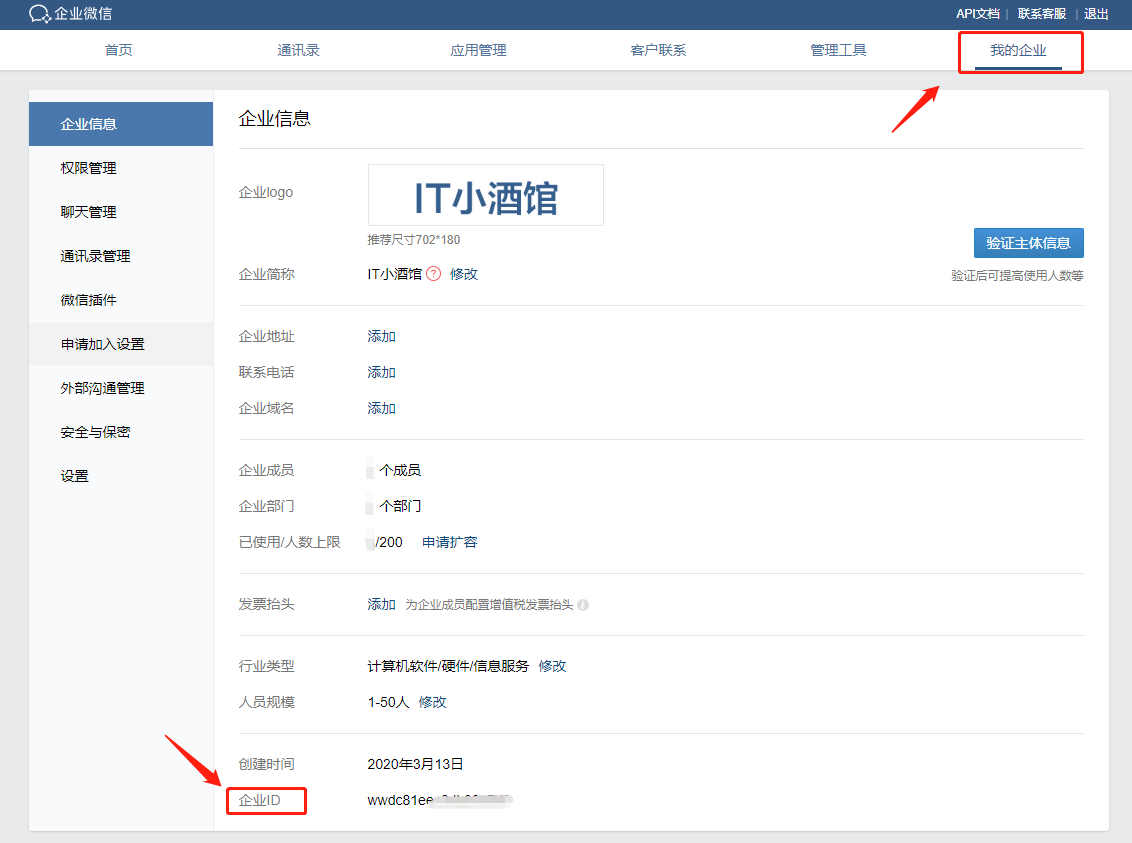 企业微信
API文档 | 联系客服 | 退出
首页 通讯录 应用管理 客户联系 管理工具 我的企业
企业信息
权限管理
聊天管理
通讯录管理
微信插件
申请加入设置
外部沟通管理
安全与保密
设置
企业信息
企业logo
IT小酒馆
推荐尺寸702*180
验证主体信息
验证后可提高使用人数等
企业简称 IT小酒馆 ? 修改
企业地址 添加
联系电话 添加
企业域名 添加
企业成员 个成员
企业部门 个部门
已使用/人数上限 /200 申请扩容
发票抬头 添加 为企业成员配置增值税发票抬头 i
行业类型 计算机软件/硬件/信息服务 修改
人员规模 1-50人 修改
创建时间 2020年3月13日
企业ID wwdc81ee